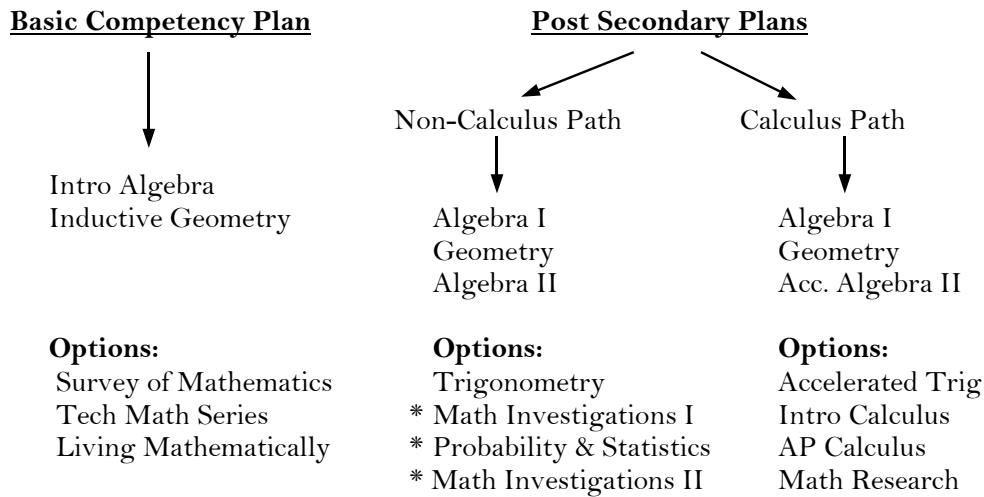 Basic Competency Plan
Intro Algebra
Inductive Geometry
Options:
Survey of Mathematics
Tech Math Series
Living Mathematically
Post Secondary Plans
Non-Calculus Path
Algebra I
Geometry
Algebra II
Options:
Trigonometry
* Math Investigations I
* Probability & Statistics
* Math Investigations II
Calculus Path
Algebra I
Geometry
Acc. Algebra II
Options:
Accelerated Trig
Intro Calculus
AP Calculus
Math Research